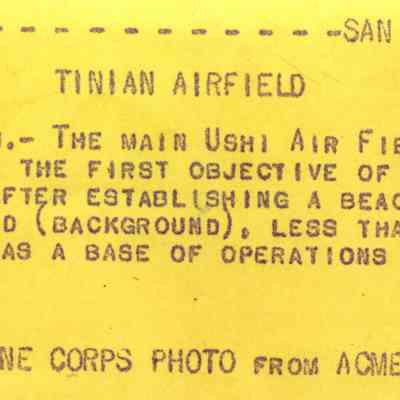 - - - - - - - - - - -SAN
TINIAN AIRFIELD
.- THE MAIN USHI AIR FIE
THE FIRST OBJECTIVE OF
FTER ESTABLISHING A BEAC
D (BACKGROUND), LESS THA
AS A BASE OF OPERATIONS
NE CORPS PHOTO FROM ACME